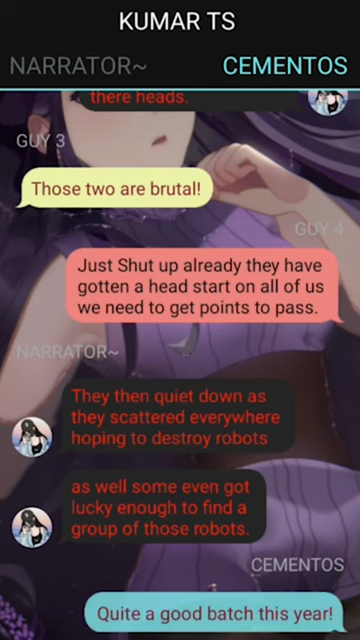 KUMAR TS
NARRATOR~ CEMENTOS
there heads.
GUY 3
Those two are brutal!
GUY 4
Just Shut up already they have
gotten a head start on all of us
we need to get points to pass.
NARRATOR~
They then quiet down as
they scattered everywhere
hoping to destroy robots
as well some even got
lucky enough to find a
group of those robots.
CEMENTOS
Quite a good batch this year!